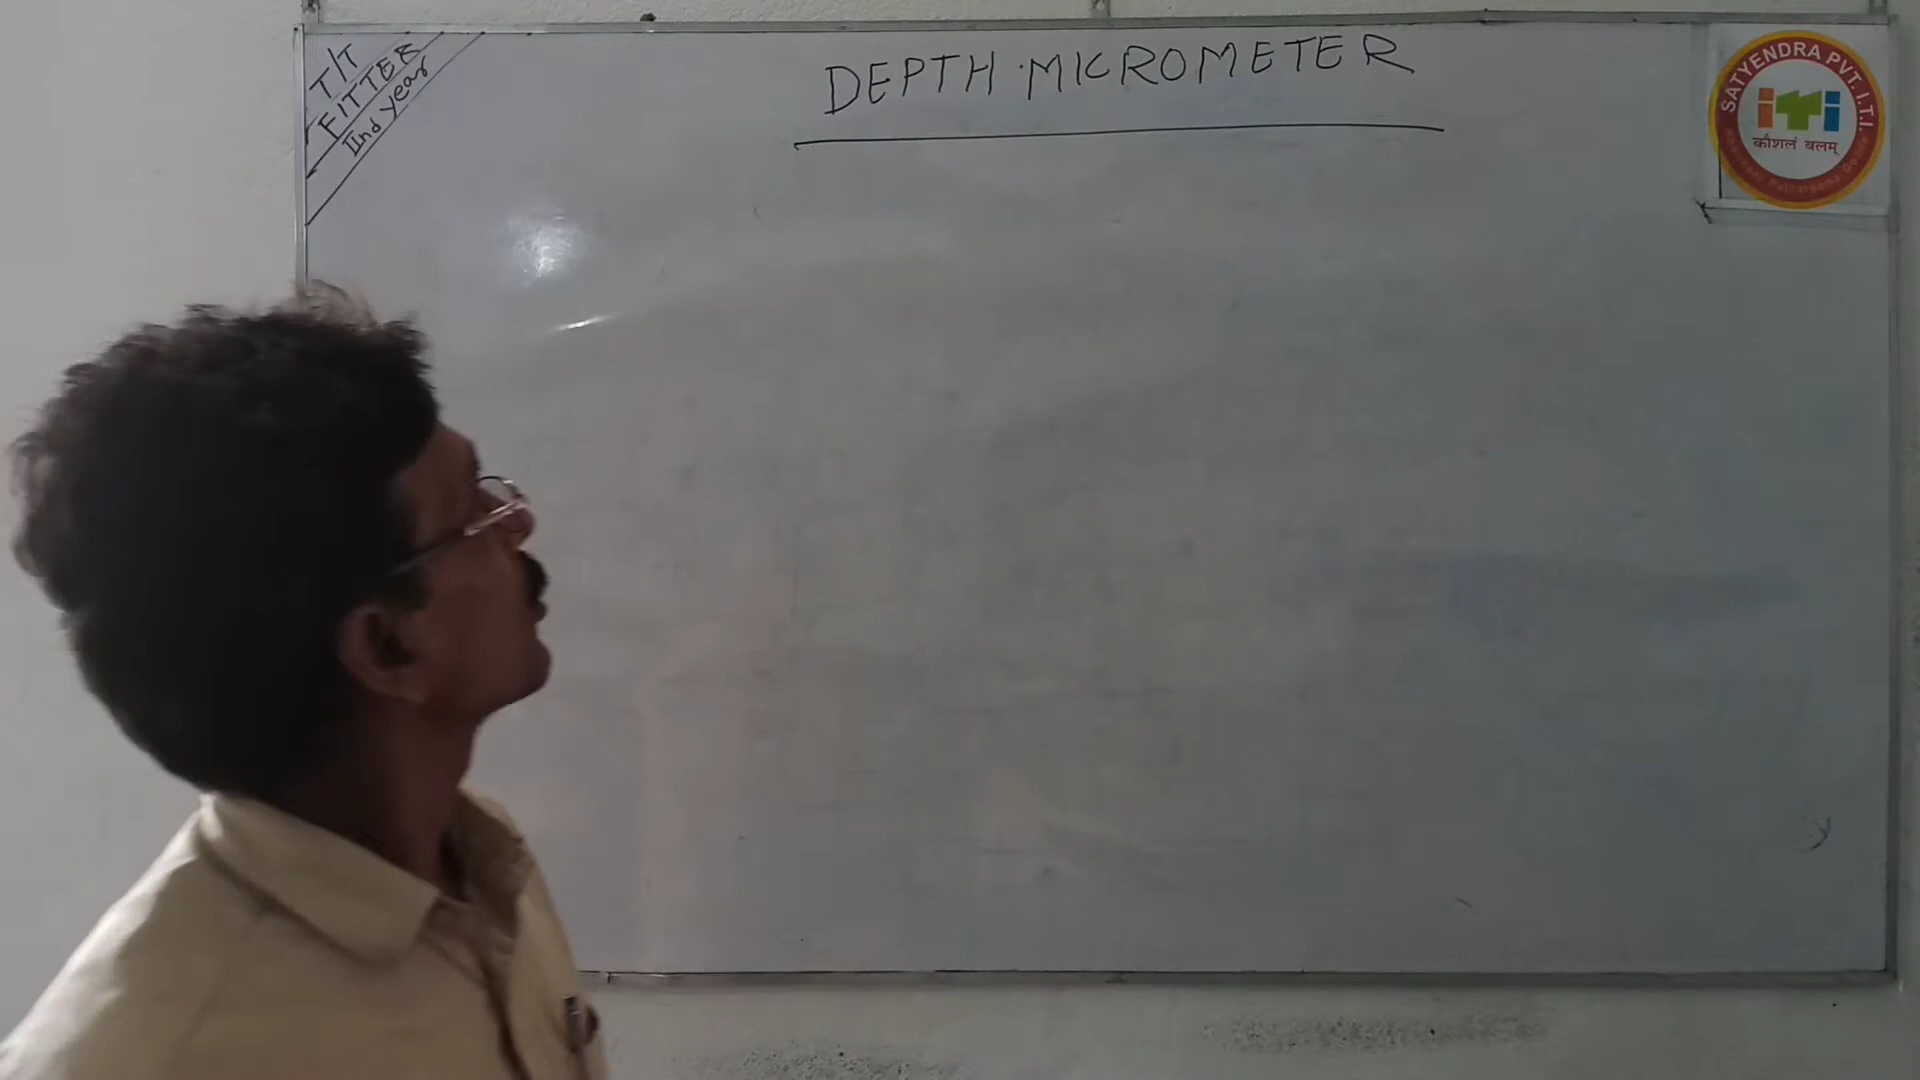 T/T
FITTER
IInd year
DEPTH MICROMETER
SATYENDRA PVT. I.T.I.
iTi
कौशलं बलम्